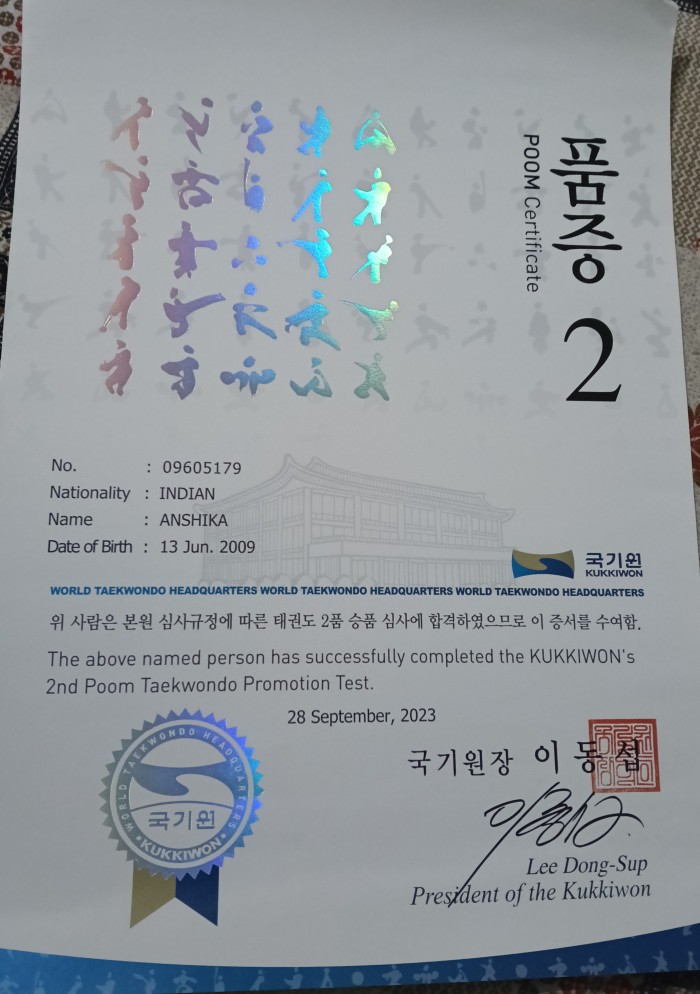 품증
POOM Certificate
2
No. : 09605179
Nationality : INDIAN
Name : ANSHIKA
Date of Birth : 13 Jun. 2009
국기원
KUKKIWON
WORLD TAEKWONDO HEADQUARTERS WORLD TAEKWONDO HEADQUARTERS WORLD TAEKWONDO HEADQUARTERS
위 사람은 본원 심사규정에 따른 태권도 2품 승품 심사에 합격하였으므로 이 증서를 수여함.
The above named person has successfully completed the KUKKIWON's
2nd Poom Taekwondo Promotion Test.
28 September, 2023
국기원장 이동섭
WORLD TAEKWONDO HEADQUARTERS
국기원
KUKKIWON
Lee Dong-Sup
President of the Kukkiwon